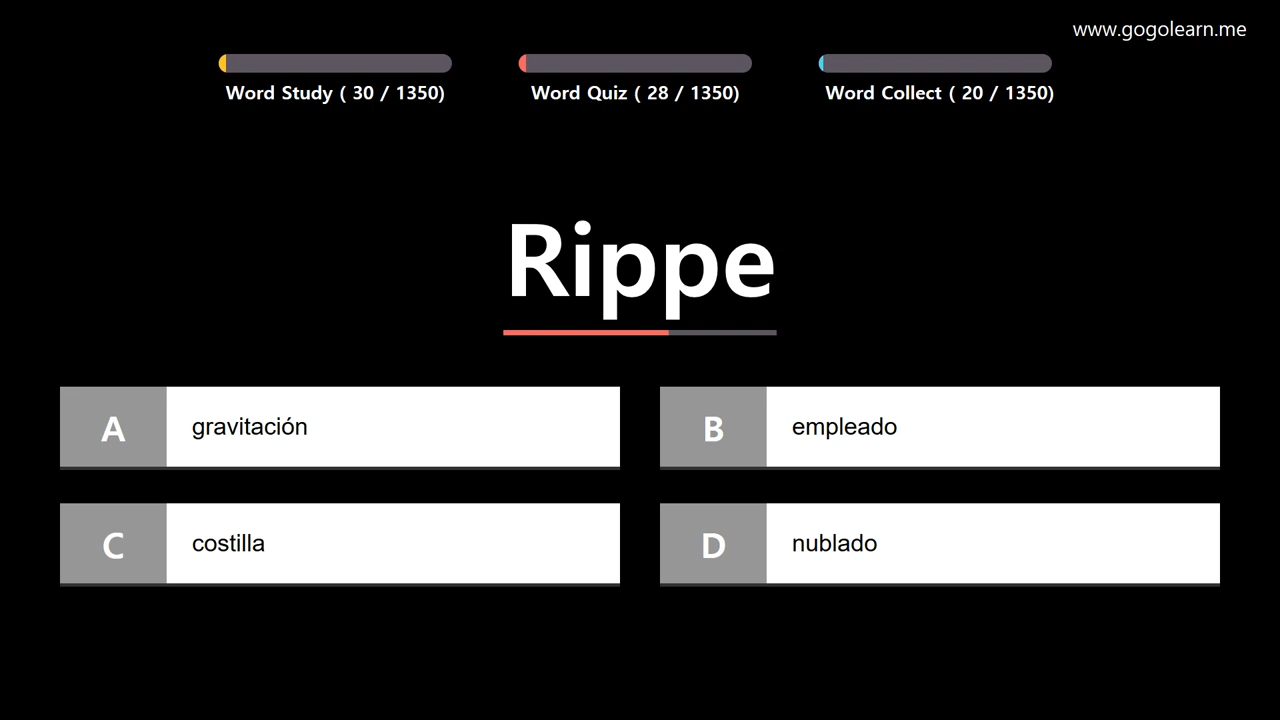 www.gogolearn.me
Word Study ( 30 / 1350)
Word Quiz ( 28 / 1350)
Word Collect ( 20 / 1350)
Rippe
A gravitación
B empleado
C costilla
D nublado